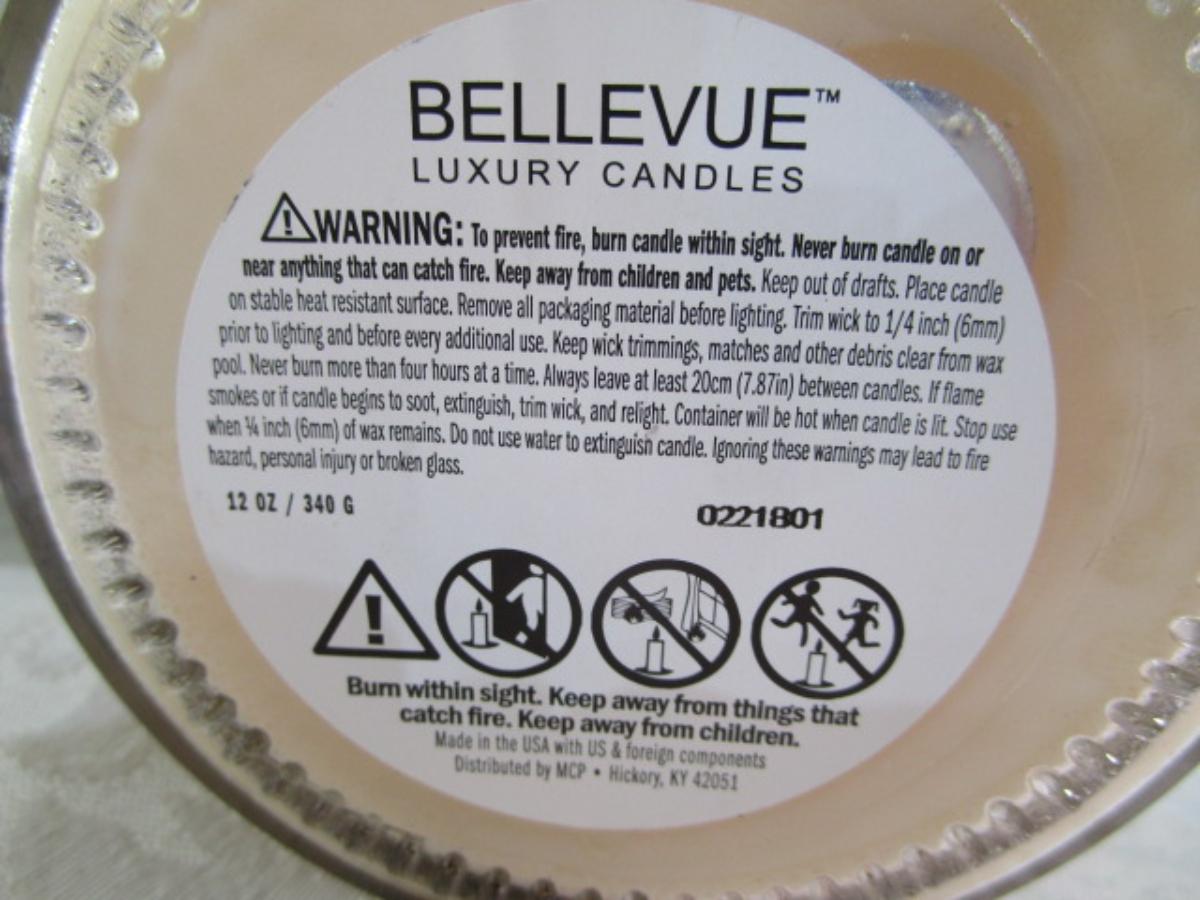 BELLEVUE™
LUXURY CANDLES
WARNING: To prevent fire, burn candle within sight. Never burn candle on or
near anything that can catch fire. Keep away from children and pets. Keep out of drafts. Place candle
on stable heat resistant surface. Remove all packaging material before lighting. Trim wick to 1/4 inch (6mm)
prior to lighting and before every additional use. Keep wick trimmings, matches and other debris clear from wax
pool. Never burn more than four hours at a time. Always leave at least 20cm (7.87in) between candles. If flame
smokes or if candle begins to soot, extinguish, trim wick, and relight. Container will be hot when candle is lit. Stop use
when ¼ inch (6mm) of wax remains. Do not use water to extinguish candle. Ignoring these warnings may lead to fire
hazard, personal injury or broken glass.
12 OZ / 340 G
0221801
Burn within sight. Keep away from things that
catch fire. Keep away from children.
Made in the USA with US & foreign components
Distributed by MCP • Hickory, KY 42051